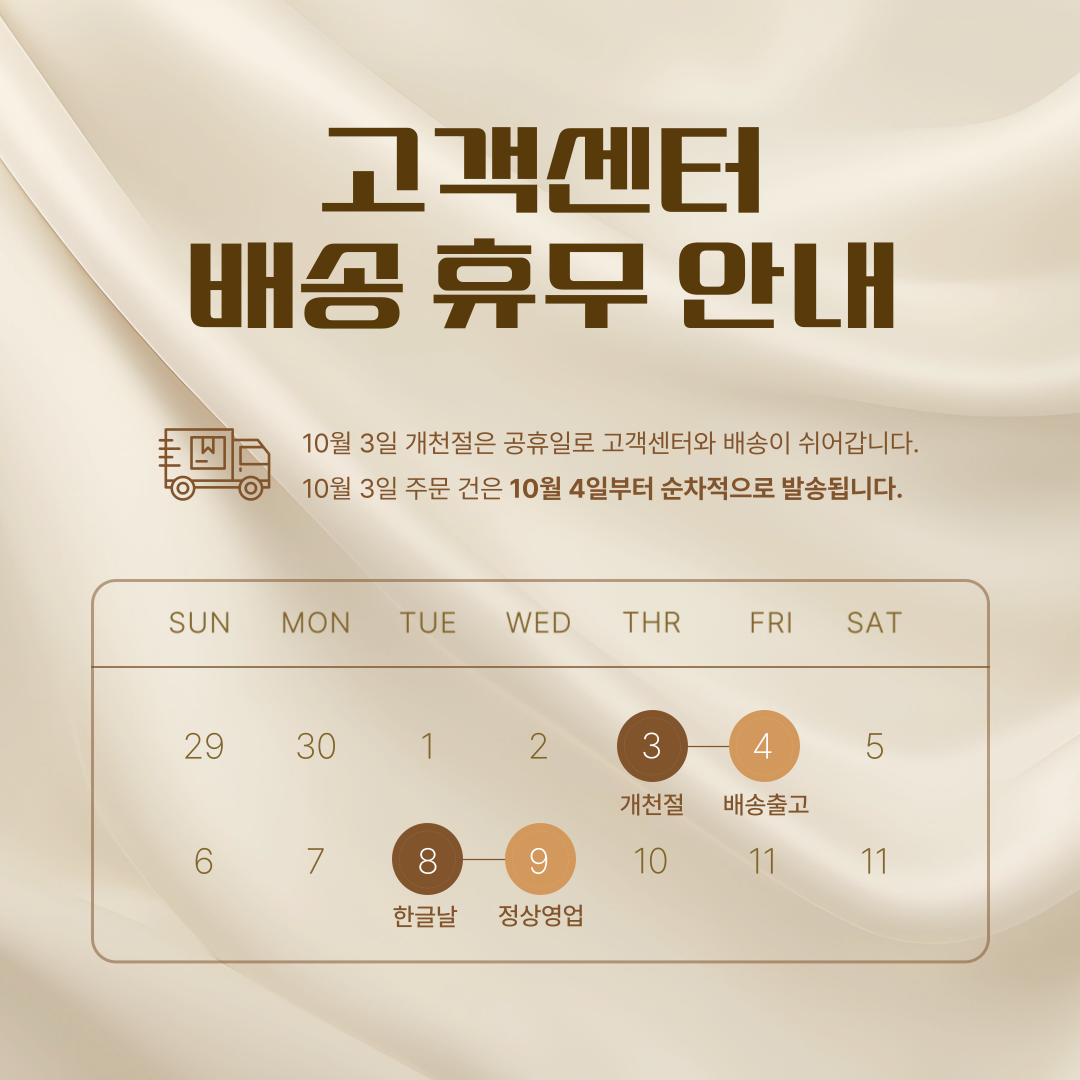 고객센터
배송 휴무 안내
10월 3일 개천절은 공휴일로 고객센터와 배송이 쉬어갑니다.
10월 3일 주문 건은 10월 4일부터 순차적으로 발송됩니다.
SUN MON TUE WED THR FRI SAT
29 30 1 2 3 4 5
개천절 배송출고
6 7 8 9 10 11 11
한글날 정상영업